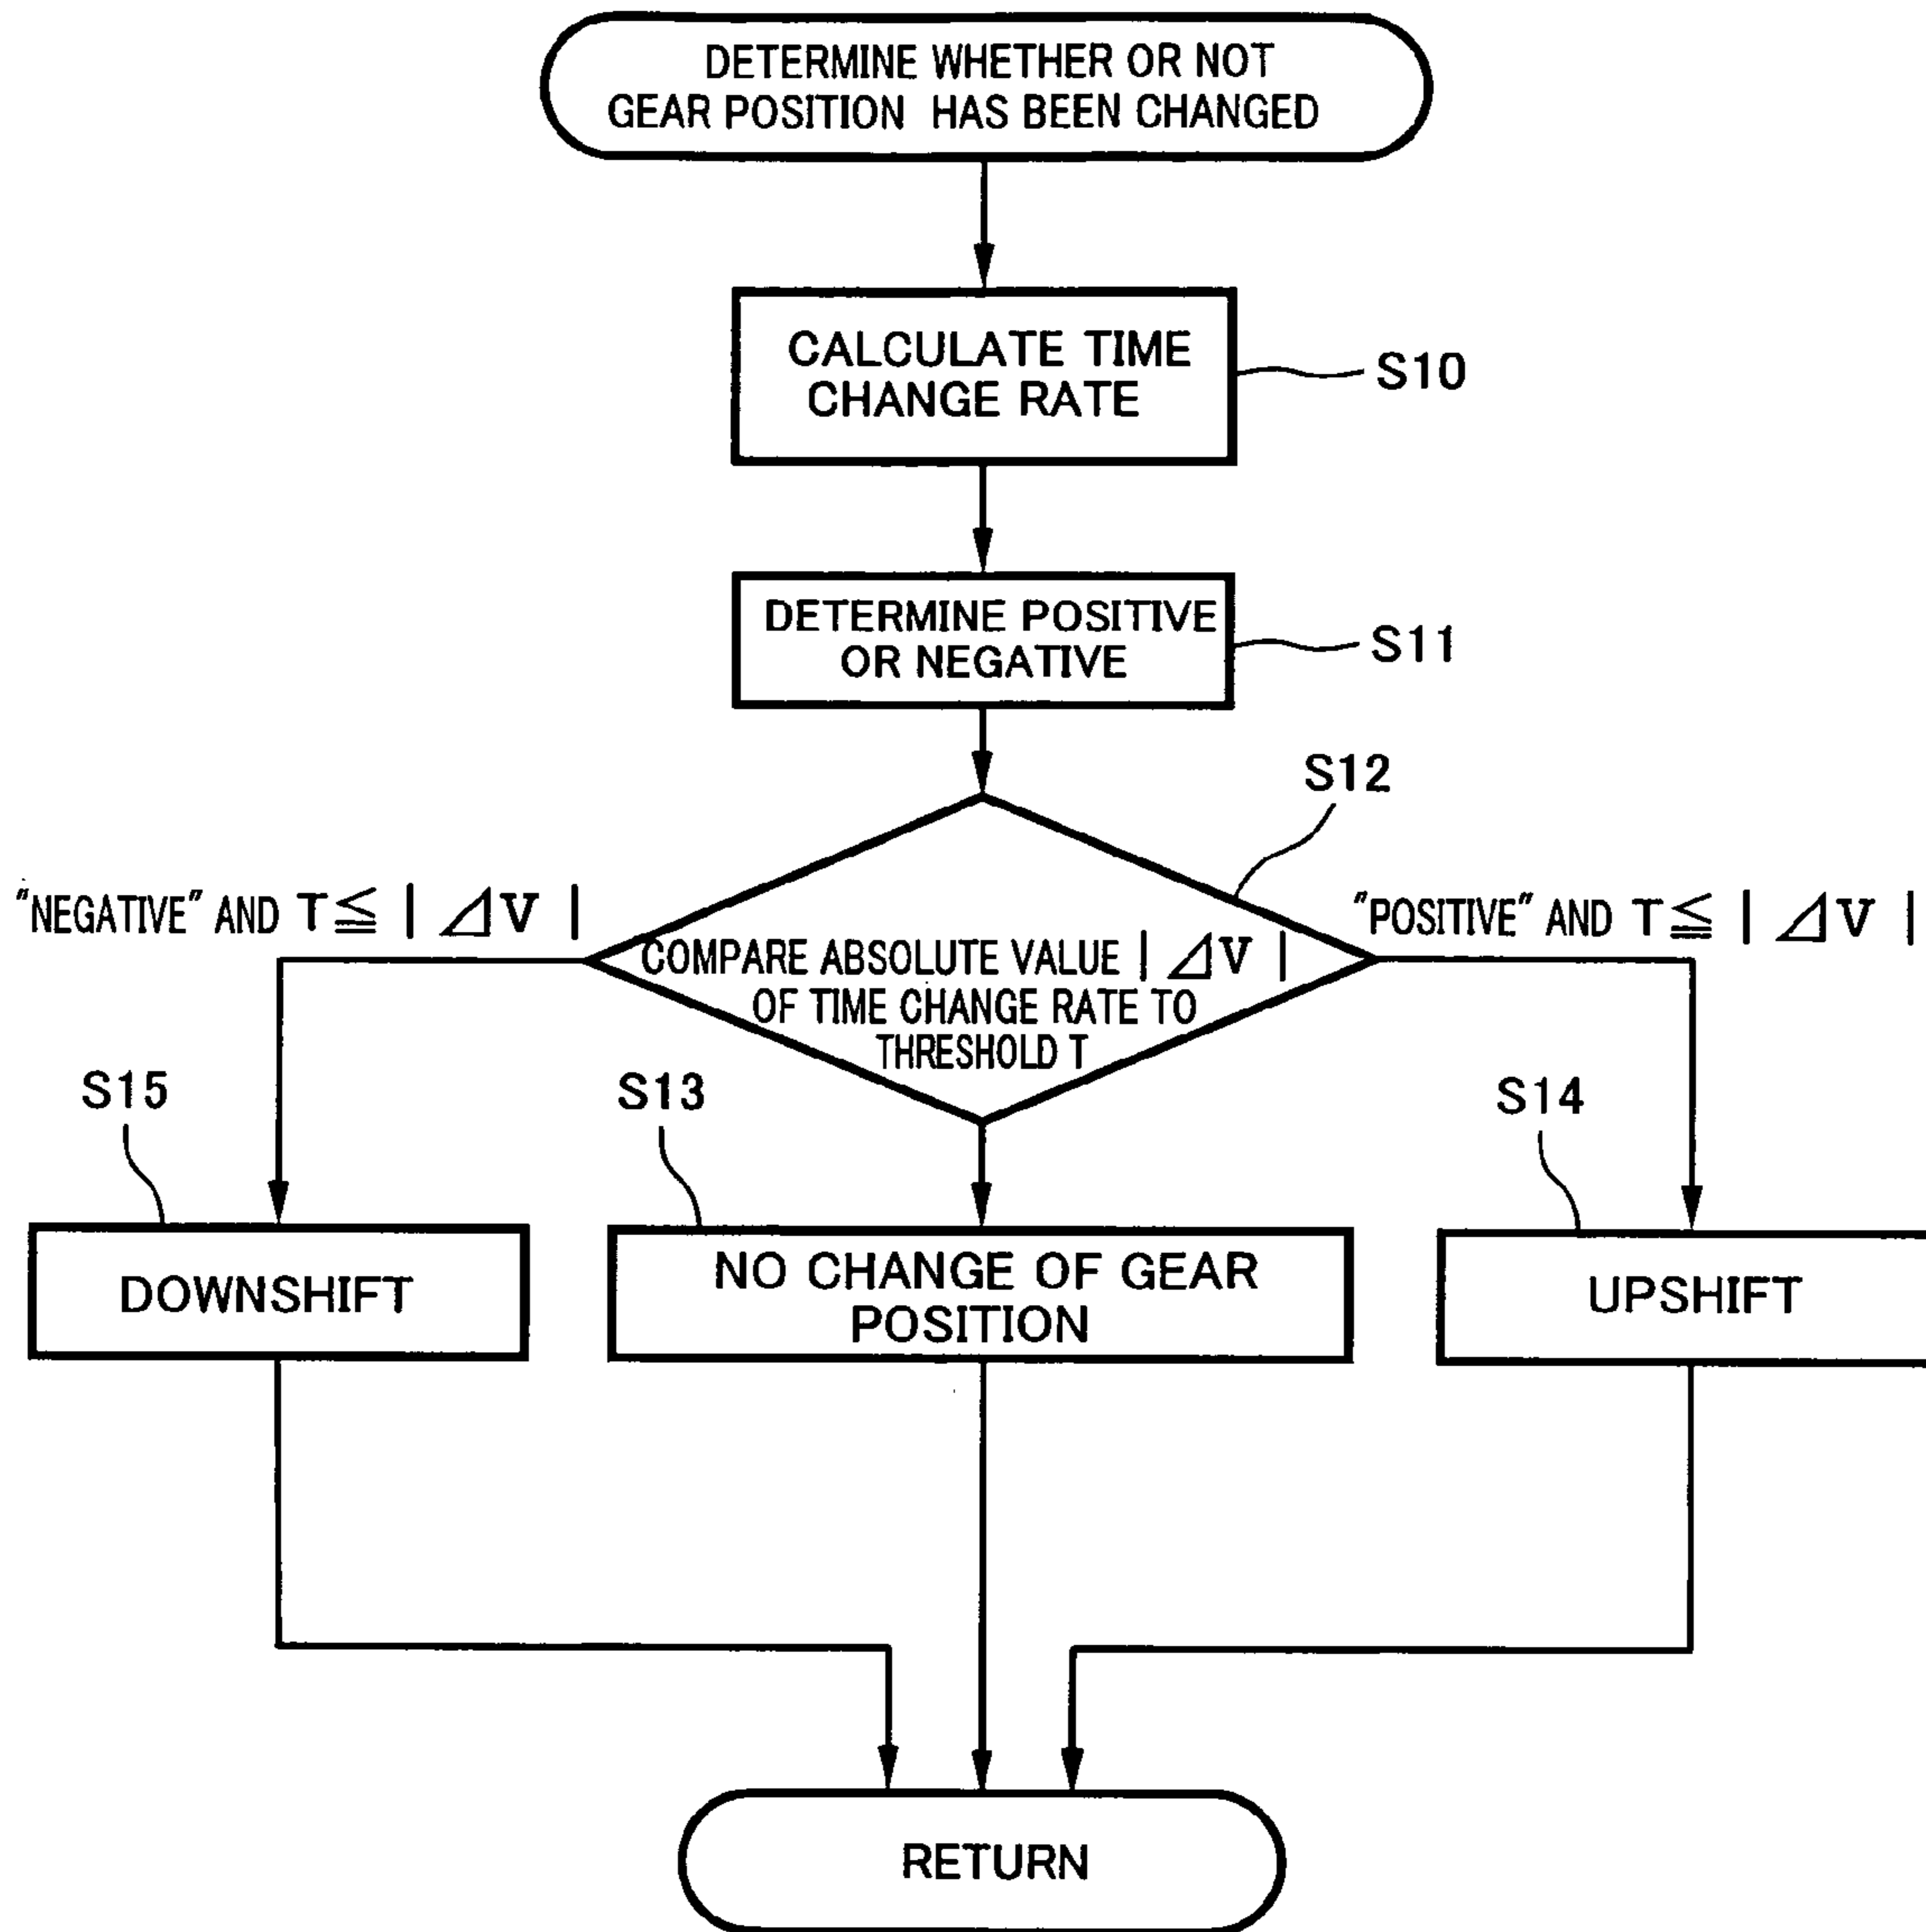 DETERMINE WHETHER OR NOT
GEAR POSITION HAS BEEN CHANGED
CALCULATE TIME
CHANGE RATE
S10
DETERMINE POSITIVE
OR NEGATIVE
S11
S12
"NEGATIVE" AND T≦|⊿V|
"POSITIVE" AND T≦|⊿V|
COMPARE ABSOLUTE VALUE |⊿V|
OF TIME CHANGE RATE TO
THRESHOLD T
S15
S13
S14
DOWNSHIFT
NO CHANGE OF GEAR
POSITION
UPSHIFT
RETURN